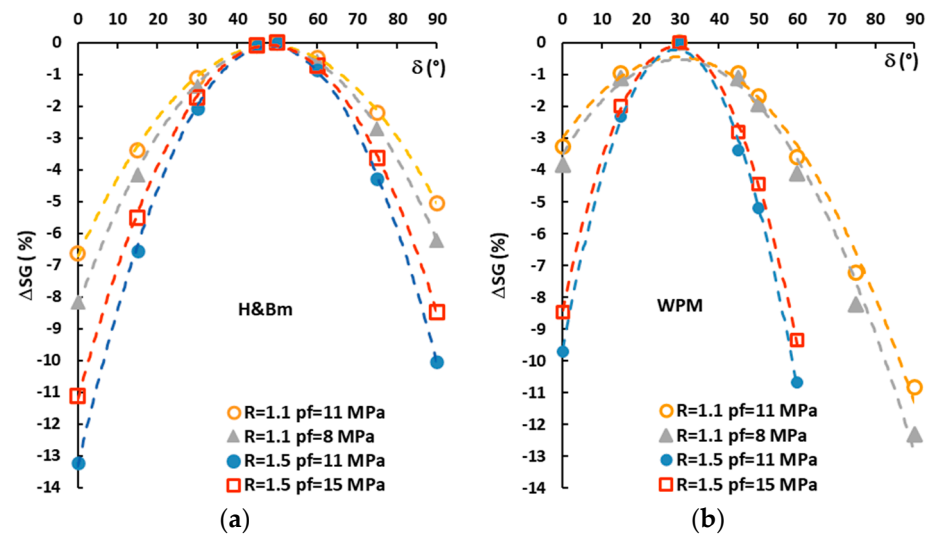 0 10 20 30 40 50 60 70 80 90
δ (°)
0
-1
-2
-3
-4
-5
-6
-7
-8
-9
-10
-11
-12
-13
-14
ΔSG ( %)
H&Bm
R=1.1 pf=11 MPa
R=1.1 pf=8 MPa
R=1.5 pf=11 MPa
R=1.5 pf=15 MPa
(a)
0 10 20 30 40 50 60 70 80 90
δ (°)
0
-1
-2
-3
-4
-5
-6
-7
-8
-9
-10
-11
-12
-13
-14
ΔSG (%)
WPM
R=1.1 pf=11 MPa
R=1.1 pf=8 MPa
R=1.5 pf=11 MPa
R=1.5 pf=15 MPa
(b)